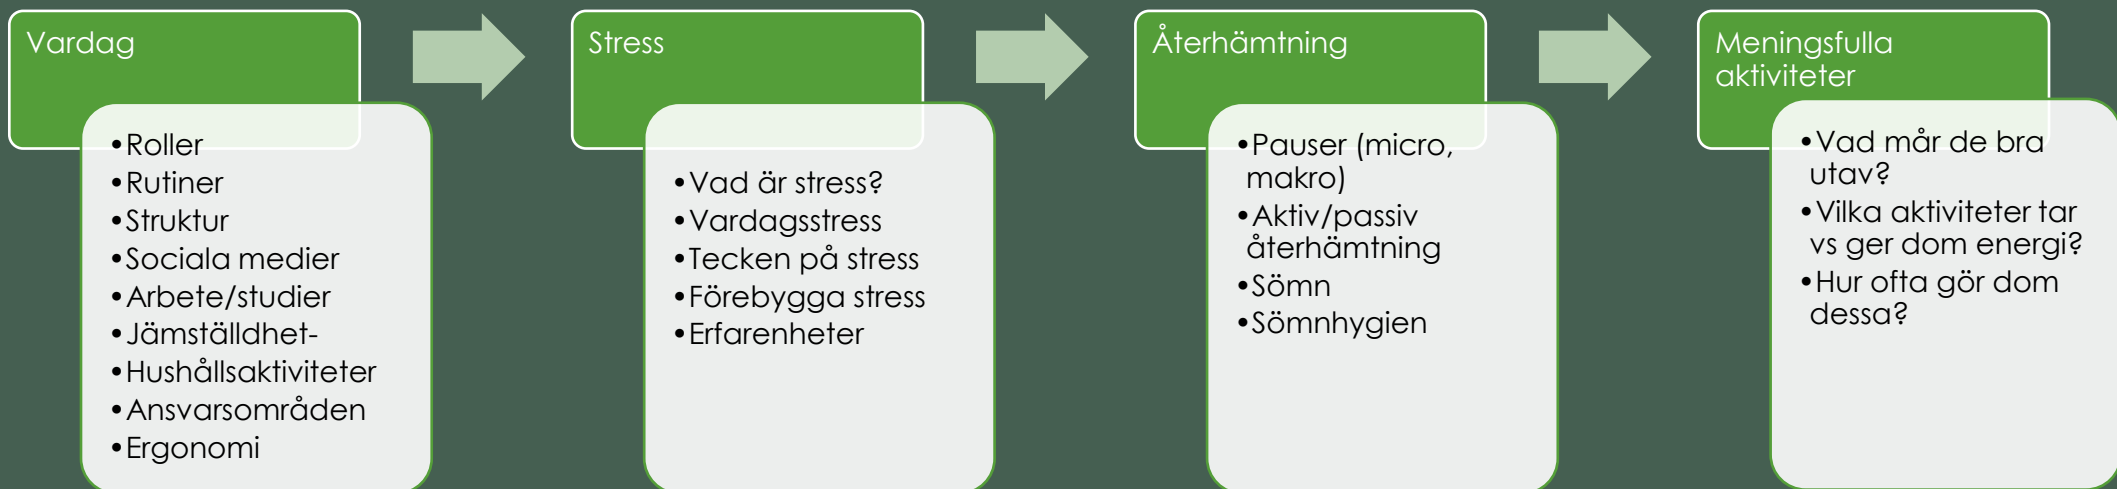 Vardag
•Roller
•Rutiner
•Struktur
•Sociala medier
•Arbete/studier
•Jämställdhet-
•Hushållsaktiviteter
•Ansvarsområden
•Ergonomi
Stress
•Vad är stress?
•Vardagsstress
•Tecken på stress
•Förebygga stress
•Erfarenheter
Återhämtning
•Pauser (micro,
makro)
•Aktiv/passiv
återhämtning
•Sömn
•Sömnhygien
Meningsfulla
aktiviteter
•Vad mår de bra
utav?
•Vilka aktiviteter tar
vs ger dom energi?
•Hur ofta gör dom
dessa?